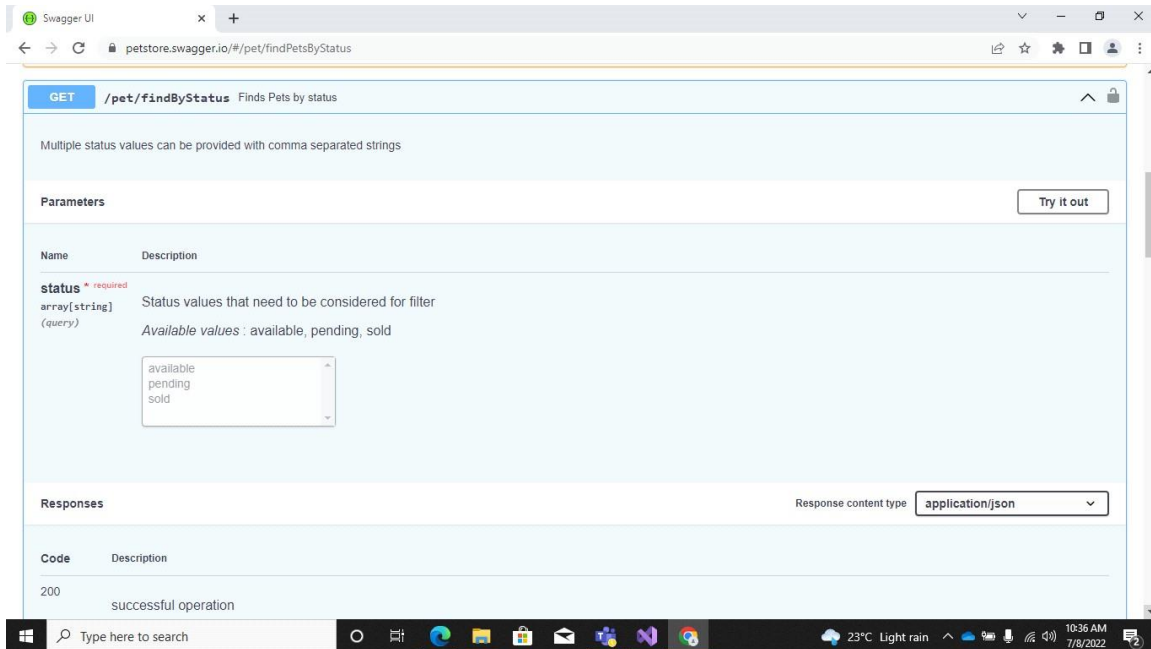 Swagger UI
petstore.swagger.io/#/pet/findPetsByStatus
GET /pet/findByStatus Finds Pets by status
Multiple status values can be provided with comma separated strings
Parameters Try it out
Name Description
status * required
array[string]
(query)
Status values that need to be considered for filter
Available values : available, pending, sold
available
pending
sold
Responses Response content type application/json
Code Description
200
successful operation
Type here to search 23°C Light rain 10:36 AM
7/8/2022
2